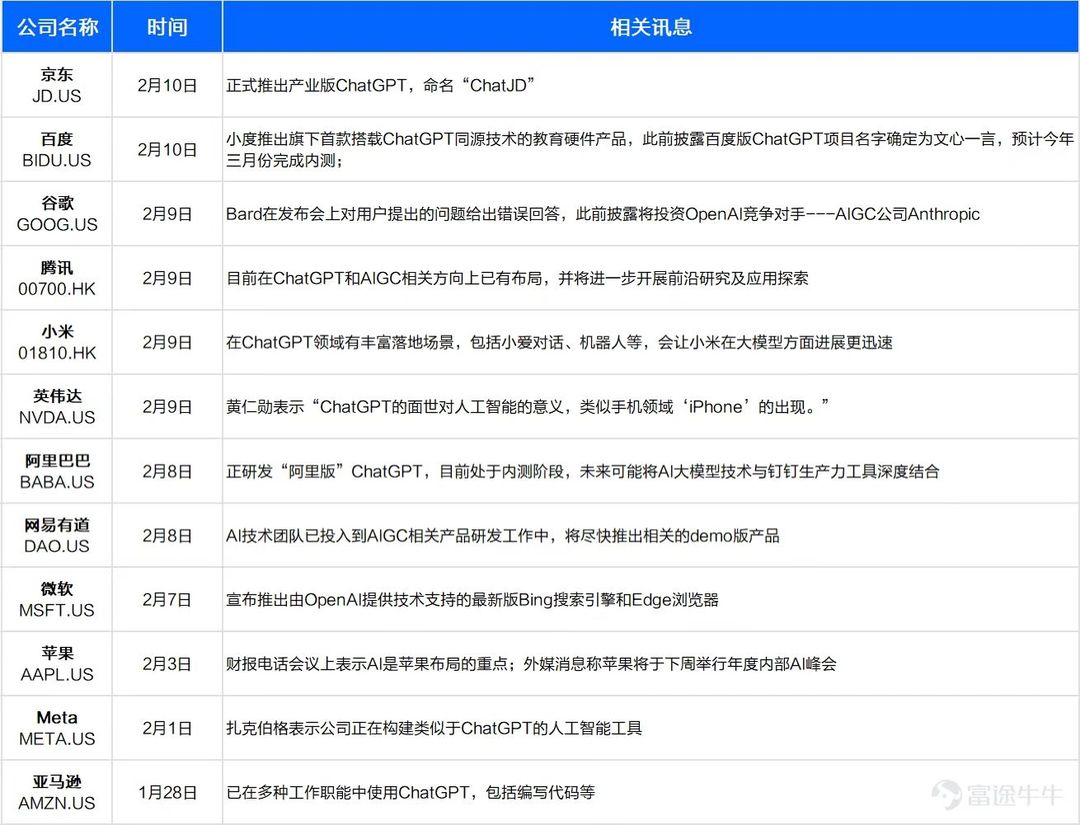 公司名称 时间 相关讯息
京东
JD.US
2月10日
正式推出产业版ChatGPT，命名“ChatJD”
百度
BIDU.US
2月10日
小度推出旗下首款搭载ChatGPT同源技术的教育硬件产品，此前披露百度版ChatGPT项目名字确定为文心一言，预计今年
三月份完成内测；
谷歌
GOOG.US
2月9日
Bard在发布会上对用户提出的问题给出错误回答，此前披露将投资OpenAI竞争对手---AIGC公司Anthropic
腾讯
00700.HK
2月9日
目前在ChatGPT和AIGC相关方向上已有布局，并将进一步开展前沿研究及应用探索
小米
01810.HK
2月9日
在ChatGPT领域有丰富落地场景，包括小爱对话、机器人等，会让小米在大模型方面进展更迅速
英伟达
NVDA.US
2月9日
黄仁勋表示“ChatGPT的面世对人工智能的意义，类似手机领域‘iPhone’的出现。”
阿里巴巴
BABA.US
2月8日
正研发“阿里版”ChatGPT，目前处于内测阶段，未来可能将AI大模型技术与钉钉生产力工具深度结合
网易有道
DAO.US
2月8日
AI技术团队已投入到AIGC相关产品研发工作中，将尽快推出相关的demo版产品
微软
MSFT.US
2月7日
宣布推出由OpenAI提供技术支持的最新版Bing搜索引擎和Edge浏览器
苹果
AAPL.US
2月3日
财报电话会议上表示AI是苹果布局的重点；外媒消息称苹果将于下周举行年度内部AI峰会
Meta
META.US
2月1日
扎克伯格表示公司正在构建类似于ChatGPT的人工智能工具
亚马逊
AMZN.US
1月28日
已在多种工作职能中使用ChatGPT，包括编写代码等
富途牛牛